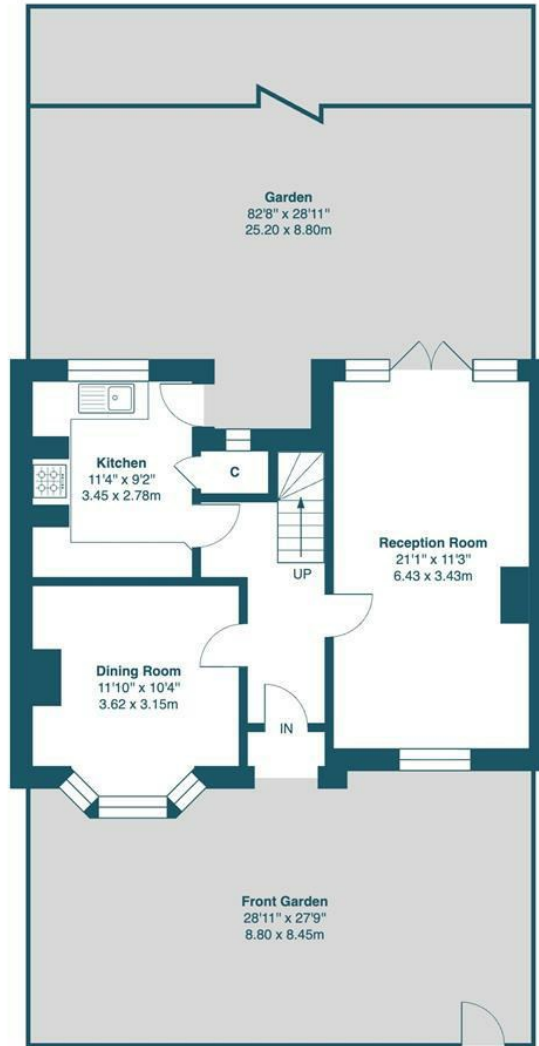 Garden
82'8" x 28'11"
25.20 x 8.80m
Kitchen
11'4" x 9'2"
3.45 x 2.78m
C
UP
Reception Room
21'1" x 11'3"
6.43 x 3.43m
Dining Room
11'10" x 10'4"
3.62 x 3.15m
IN
Front Garden
28'11" x 27'9"
8.80 x 8.45m